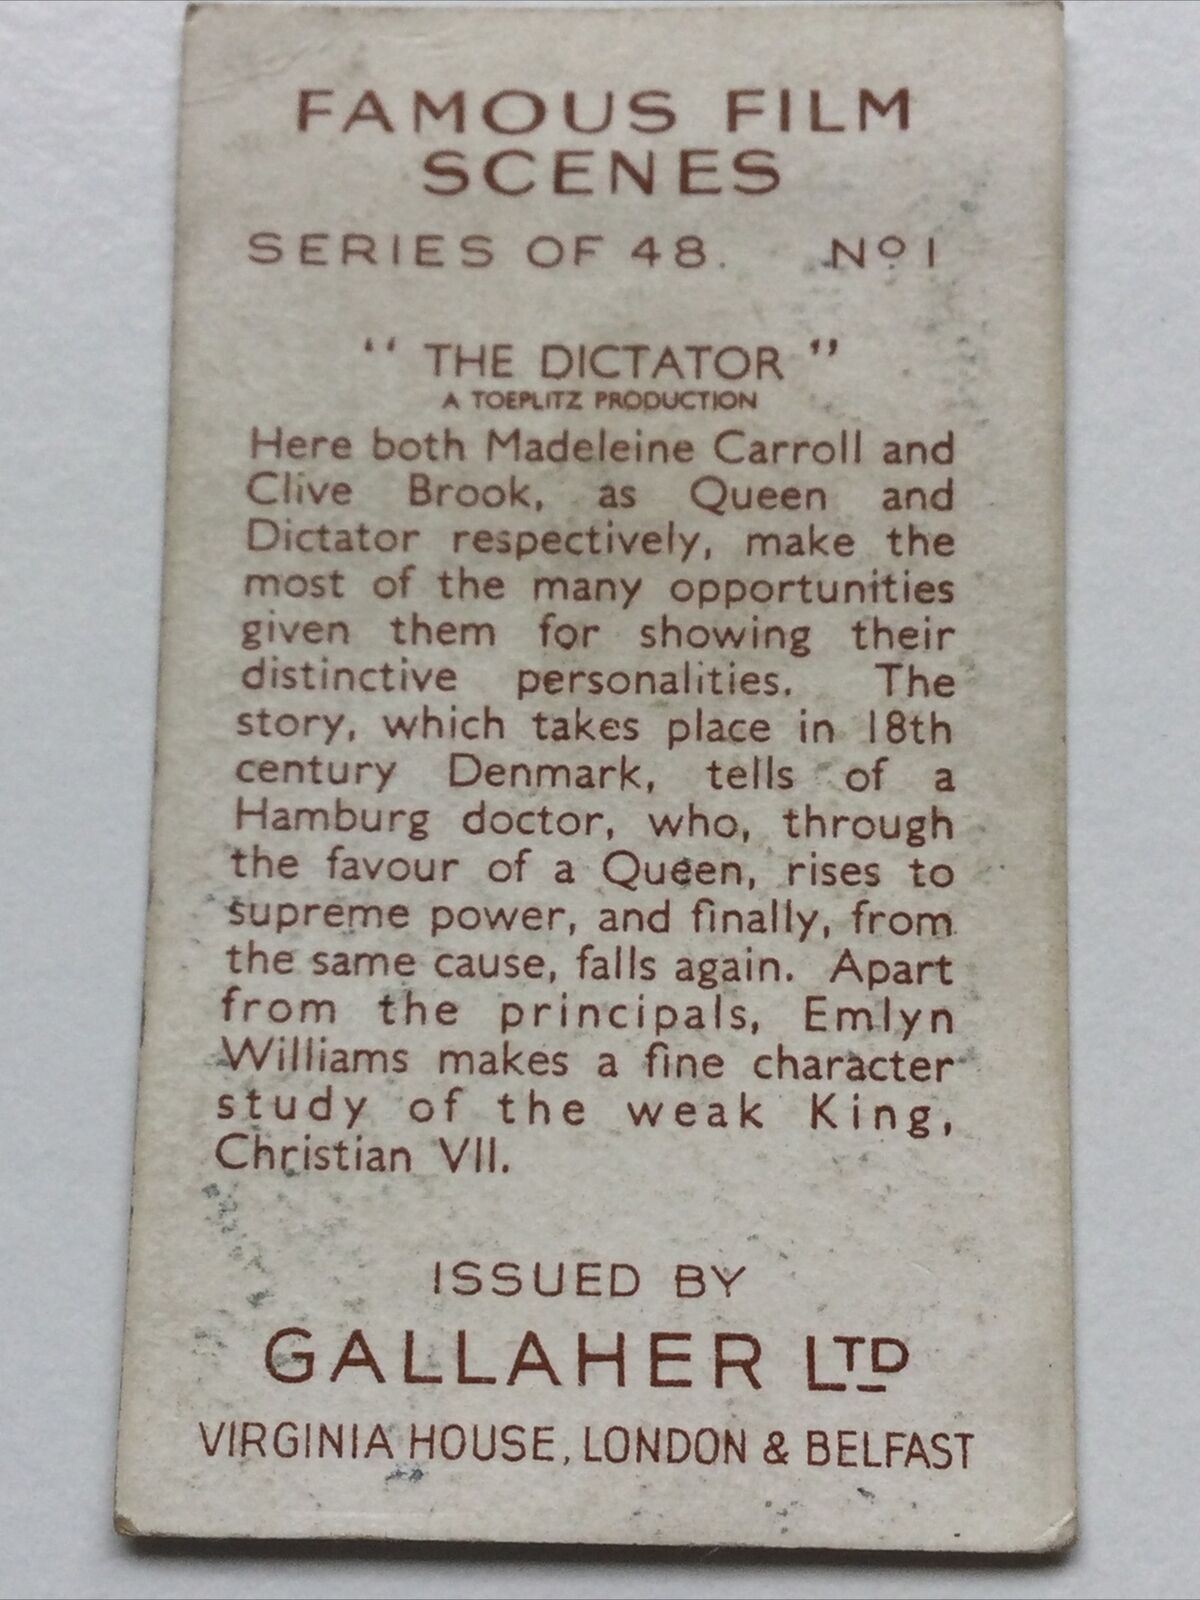 FAMOUS FILM
SCENES
SERIES OF 48. Nº 1
“ THE DICTATOR ”
A TOEPLITZ PRODUCTION
Here both Madeleine Carroll and
Clive Brook, as Queen and
Dictator respectively, make the
most of the many opportunities
given them for showing their
distinctive personalities. The
story, which takes place in 18th
century Denmark, tells of a
Hamburg doctor, who, through
the favour of a Queen, rises to
supreme power, and finally, from
the same cause, falls again. Apart
from the principals, Emlyn
Williams makes a fine character
study of the weak King,
Christian VII.
ISSUED BY
GALLAHER LTD
VIRGINIA HOUSE, LONDON & BELFAST